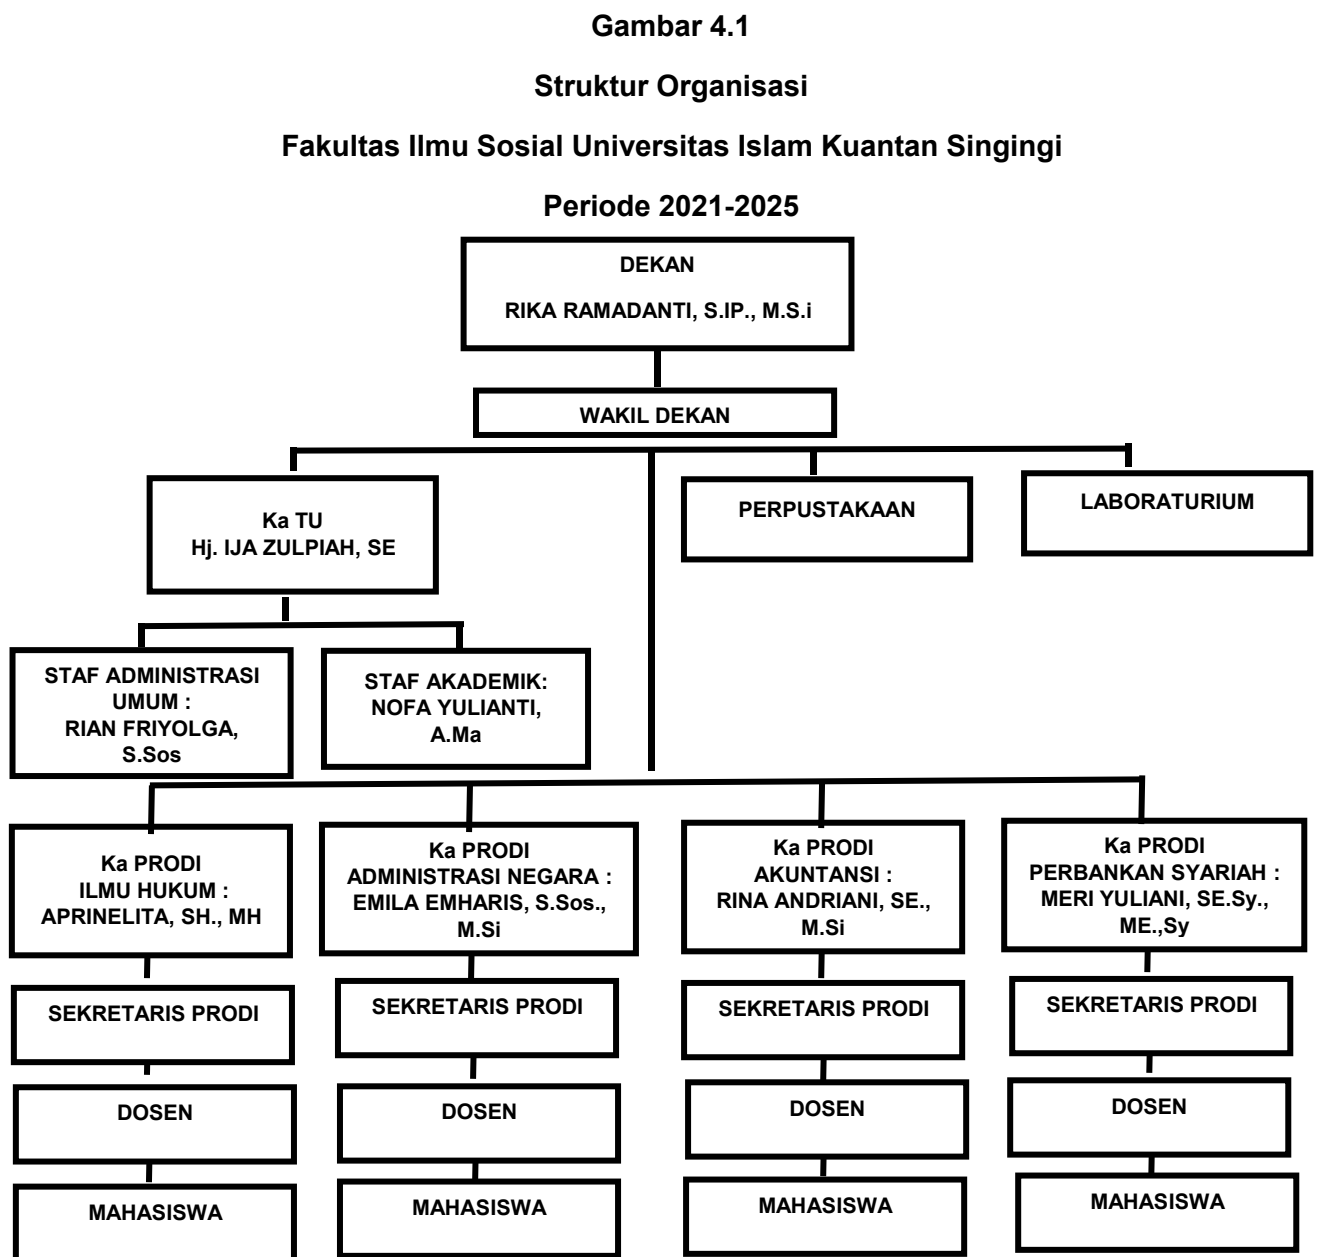 Gambar 4.1
Struktur Organisasi
Fakultas Ilmu Sosial Universitas Islam Kuantan Singingi
Periode 2021-2025
DEKAN
RIKA RAMADANTI, S.IP., M.S.i
WAKIL DEKAN
Ka TU
Hj. IJA ZULPIAH, SE
PERPUSTAKAAN
LABORATURIUM
STAF ADMINISTRASI
UMUM :
RIAN FRIYOLGA,
S.Sos
STAF AKADEMIK:
NOFA YULIANTI,
A.Ma
Ka PRODI
ILMU HUKUM :
APRINELITA, SH., MH
Ka PRODI
ADMINISTRASI NEGARA :
EMILA EMHARIS, S.Sos.,
M.Si
Ka PRODI
AKUNTANSI :
RINA ANDRIANI, SE.,
M.Si
Ka PRODI
PERBANKAN SYARIAH :
MERI YULIANI, SE.Sy.,
ME.,Sy
SEKRETARIS PRODI
SEKRETARIS PRODI
SEKRETARIS PRODI
SEKRETARIS PRODI
DOSEN
DOSEN
DOSEN
DOSEN
MAHASISWA
MAHASISWA
MAHASISWA
MAHASISWA